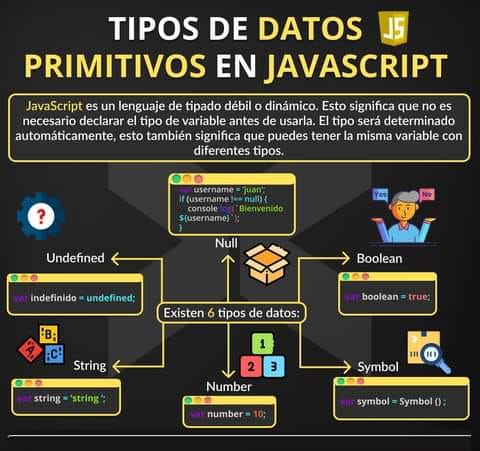 TIPOS DE DATOS JS
PRIMITIVOS EN JAVASCRIPT
JavaScript es un lenguaje de tipado débil o dinámico. Esto significa que no es
necesario declarar el tipo de variable antes de usarla. El tipo será determinado
automáticamente, esto también significa que puedes tener la misma variable con
diferentes tipos.
?
var username = 'juan';
if (username !== null) {
console.log(`Bienvenido
${username}`);
}
Yes No
Undefined
Null
Boolean
var indefinido = undefined;
var boolean = true;
Existen 6 tipos de datos:
B:
A :C:
1
2 3
String
Number
Symbol
var string = 'string ';
var number = 10;
var symbol = Symbol () ;